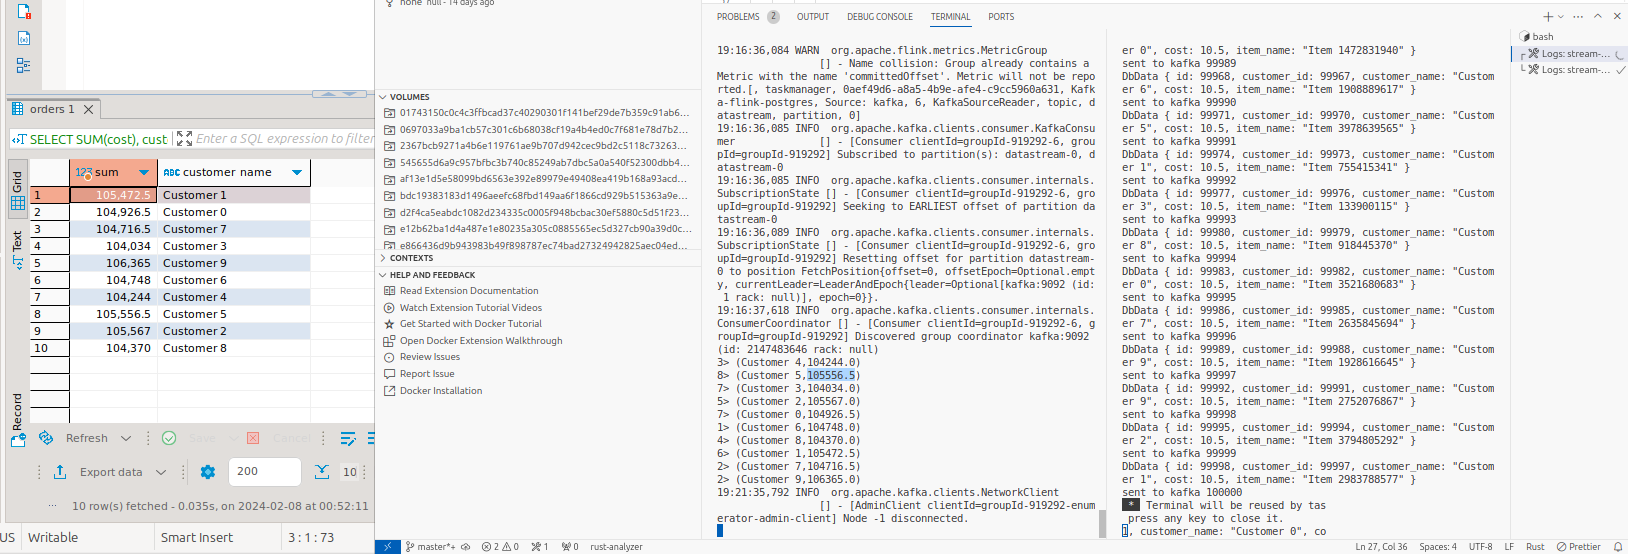 orders 1
SELECT SUM(cost), cust
Enter a SQL expression to filter
Grid
Text
Record
123 sum
ABC customer name
1 105,472.5 Customer 1
2 104,926.5 Customer 0
3 104,716.5 Customer 7
4 104,034 Customer 3
5 106,365 Customer 9
6 104,748 Customer 6
7 104,244 Customer 4
8 105,556.5 Customer 5
9 105,567 Customer 2
10 104,370 Customer 8
Refresh
Save
Cancel
Export data
200
10
... 10 row(s) fetched - 0.035s, on 2024-02-08 at 00:52:11
US
Writable
Smart Insert
3 : 1 : 73
none null - 14 days ago
VOLUMES
01743150c0c4c3ffbcad37c40290301f141bef29de7b359c91ab6...
0697033a9ba1cb57c301c6b68038cf19a4b4ed0c7f681e78d7b2...
2367bcb9271a4b6e119761ae9b707d942cec9bd2c5118c73263...
545655d6a9c957bfbc3b740c85249ab7dbc5a0a540f52300dbb4...
af13e1d5e58099bd6563e392e89979e49408ea419b168a93acd...
bdc19383183d1496aeefc68fbd149aa6f1866cd929b515363a9e...
d2f4ca5eabdc1082d234335c0005f948bcbac30ef5880c5d51f23...
e12b62ba1d4a487e1e80235a305c0885565ec5d327cb90a39d0c...
e866436d9b943983b49f898787ec74bad27324942825aec04ed...
CONTEXTS
HELP AND FEEDBACK
Read Extension Documentation
Watch Extension Tutorial Videos
Get Started with Docker Tutorial
Open Docker Extension Walkthrough
Review Issues
Report Issue
Docker Installation
PROBLEMS 2
OUTPUT
DEBUG CONSOLE
TERMINAL
PORTS
19:16:36,084 WARN org.apache.flink.metrics.MetricGroup
[] - Name collision: Group already contains a
Metric with the name 'committedOffset'. Metric will not be repo
rted.[, taskmanager, 0aef49d6-a8a5-4b9e-afe4-c9cc5960a631, Kafk
a-flink-postgres, Source: kafka, 6, KafkaSourceReader, topic, d
atastream, partition, 0]
19:16:36,085 INFO org.apache.kafka.clients.consumer.KafkaConsu
mer [] - [Consumer clientId=groupId-919292-6, gro
upId=groupId-919292] Subscribed to partition(s): datastream-0, d
atastream-0
19:16:36,085 INFO org.apache.kafka.clients.consumer.internals.
SubscriptionState [] - [Consumer clientId=groupId-919292-6, gro
upId=groupId-919292] Seeking to EARLIEST offset of partition da
tastream-0
19:16:36,089 INFO org.apache.kafka.clients.consumer.internals.
SubscriptionState [] - [Consumer clientId=groupId-919292-6, gro
upId=groupId-919292] Resetting offset for partition datastream-
0 to position FetchPosition{offset=0, offsetEpoch=Optional.empt
y, currentLeader=LeaderAndEpoch{leader=Optional[kafka:9092 (id:
1 rack: null)], epoch=0}}.
19:16:37,618 INFO org.apache.kafka.clients.consumer.internals.
ConsumerCoordinator [] - [Consumer clientId=groupId-919292-6, g
roupId=groupId-919292] Discovered group coordinator kafka:9092
(id: 2147483646 rack: null)
3> (Customer 4,104244.0)
8> (Customer 5,105556.5)
7> (Customer 3,104034.0)
5> (Customer 2,105567.0)
7> (Customer 0,104926.5)
1> (Customer 6,104748.0)
4> (Customer 8,104370.0)
6> (Customer 1,105472.5)
2> (Customer 7,104716.5)
2> (Customer 9,106365.0)
19:21:35,792 INFO org.apache.kafka.clients.NetworkClient
[] - [AdminClient clientId=groupId-919292-enum
erator-admin-client] Node -1 disconnected.
er 0", cost: 10.5, item_name: "Item 1472831940" }
sent to kafka 99989
DbData { id: 99968, customer_id: 99967, customer_name: "Custom
er 6", cost: 10.5, item_name: "Item 1908889617" }
sent to kafka 99990
DbData { id: 99971, customer_id: 99970, customer_name: "Custom
er 5", cost: 10.5, item_name: "Item 3978639565" }
sent to kafka 99991
DbData { id: 99974, customer_id: 99973, customer_name: "Custom
er 1", cost: 10.5, item_name: "Item 755415341" }
sent to kafka 99992
DbData { id: 99977, customer_id: 99976, customer_name: "Custom
er 3", cost: 10.5, item_name: "Item 133900115" }
sent to kafka 99993
DbData { id: 99980, customer_id: 99979, customer_name: "Custom
er 8", cost: 10.5, item_name: "Item 918445370" }
sent to kafka 99994
DbData { id: 99983, customer_id: 99982, customer_name: "Custom
er 0", cost: 10.5, item_name: "Item 3521680683" }
sent to kafka 99995
DbData { id: 99986, customer_id: 99985, customer_name: "Custom
er 7", cost: 10.5, item_name: "Item 2635845694" }
sent to kafka 99996
DbData { id: 99989, customer_id: 99988, customer_name: "Custom
er 9", cost: 10.5, item_name: "Item 1928616645" }
sent to kafka 99997
DbData { id: 99992, customer_id: 99991, customer_name: "Custom
er 9", cost: 10.5, item_name: "Item 2752076867" }
sent to kafka 99998
DbData { id: 99995, customer_id: 99994, customer_name: "Custom
er 2", cost: 10.5, item_name: "Item 3794805292" }
sent to kafka 99999
DbData { id: 99998, customer_id: 99997, customer_name: "Custom
er 1", cost: 10.5, item_name: "Item 2983788577" }
sent to kafka 100000
* Terminal will be reused by tas
press any key to close it.
], customer_name: "Customer 0", co
bash
Logs: stream-...
Logs: stream-...
master*+
2 0
1
0
rust-analyzer
Ln 27, Col 36
Spaces: 4
UTF-8
LF
Rust
Prettier